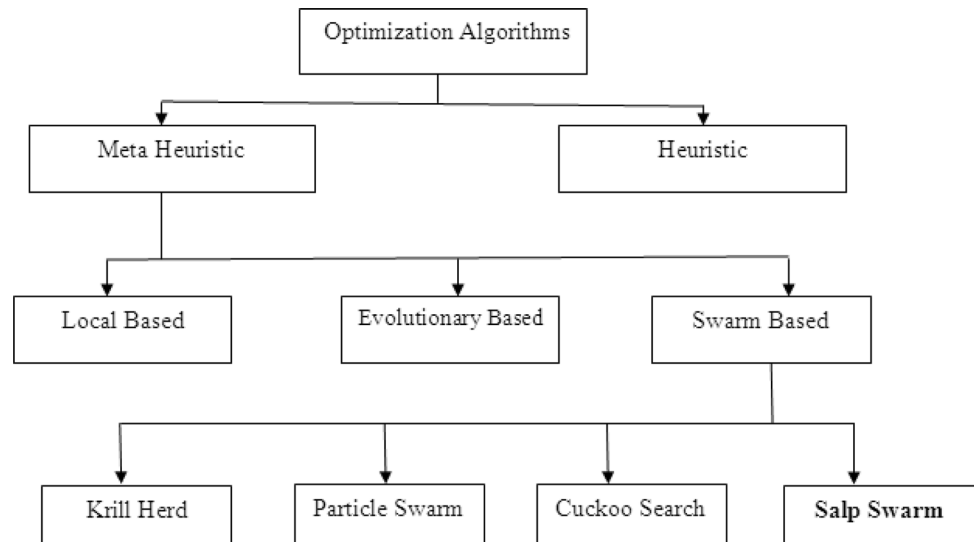 Optimization Algorithms
Meta Heuristic
Heuristic
Local Based
Evolutionary Based
Swarm Based
Krill Herd
Particle Swarm
Cuckoo Search
Salp Swarm